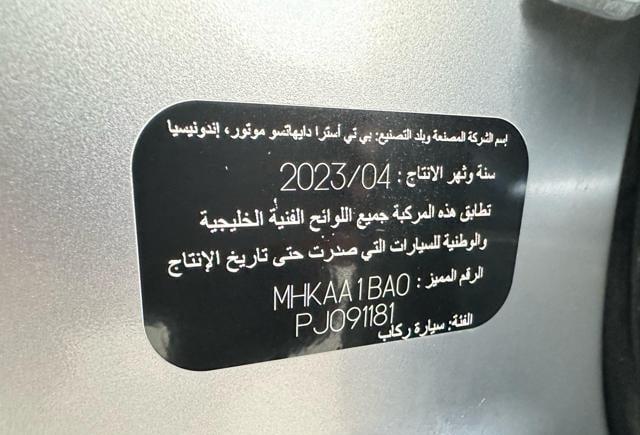 بسم الشركة المصنعة وبلد التصنيع: بي تي أسترا دايهاتسو موتور، إندونيسيا
سنة وشهر الانتاج : 2023/04
تطابق هذه المركبة جميع اللوائح الفنية الخليجية
والوطنية للسيارات التي صدرت حتى تاريخ الإنتاج
الرقم المميز : MHKAA1BA0
PJ091181
الفئة: سيارة ركاب